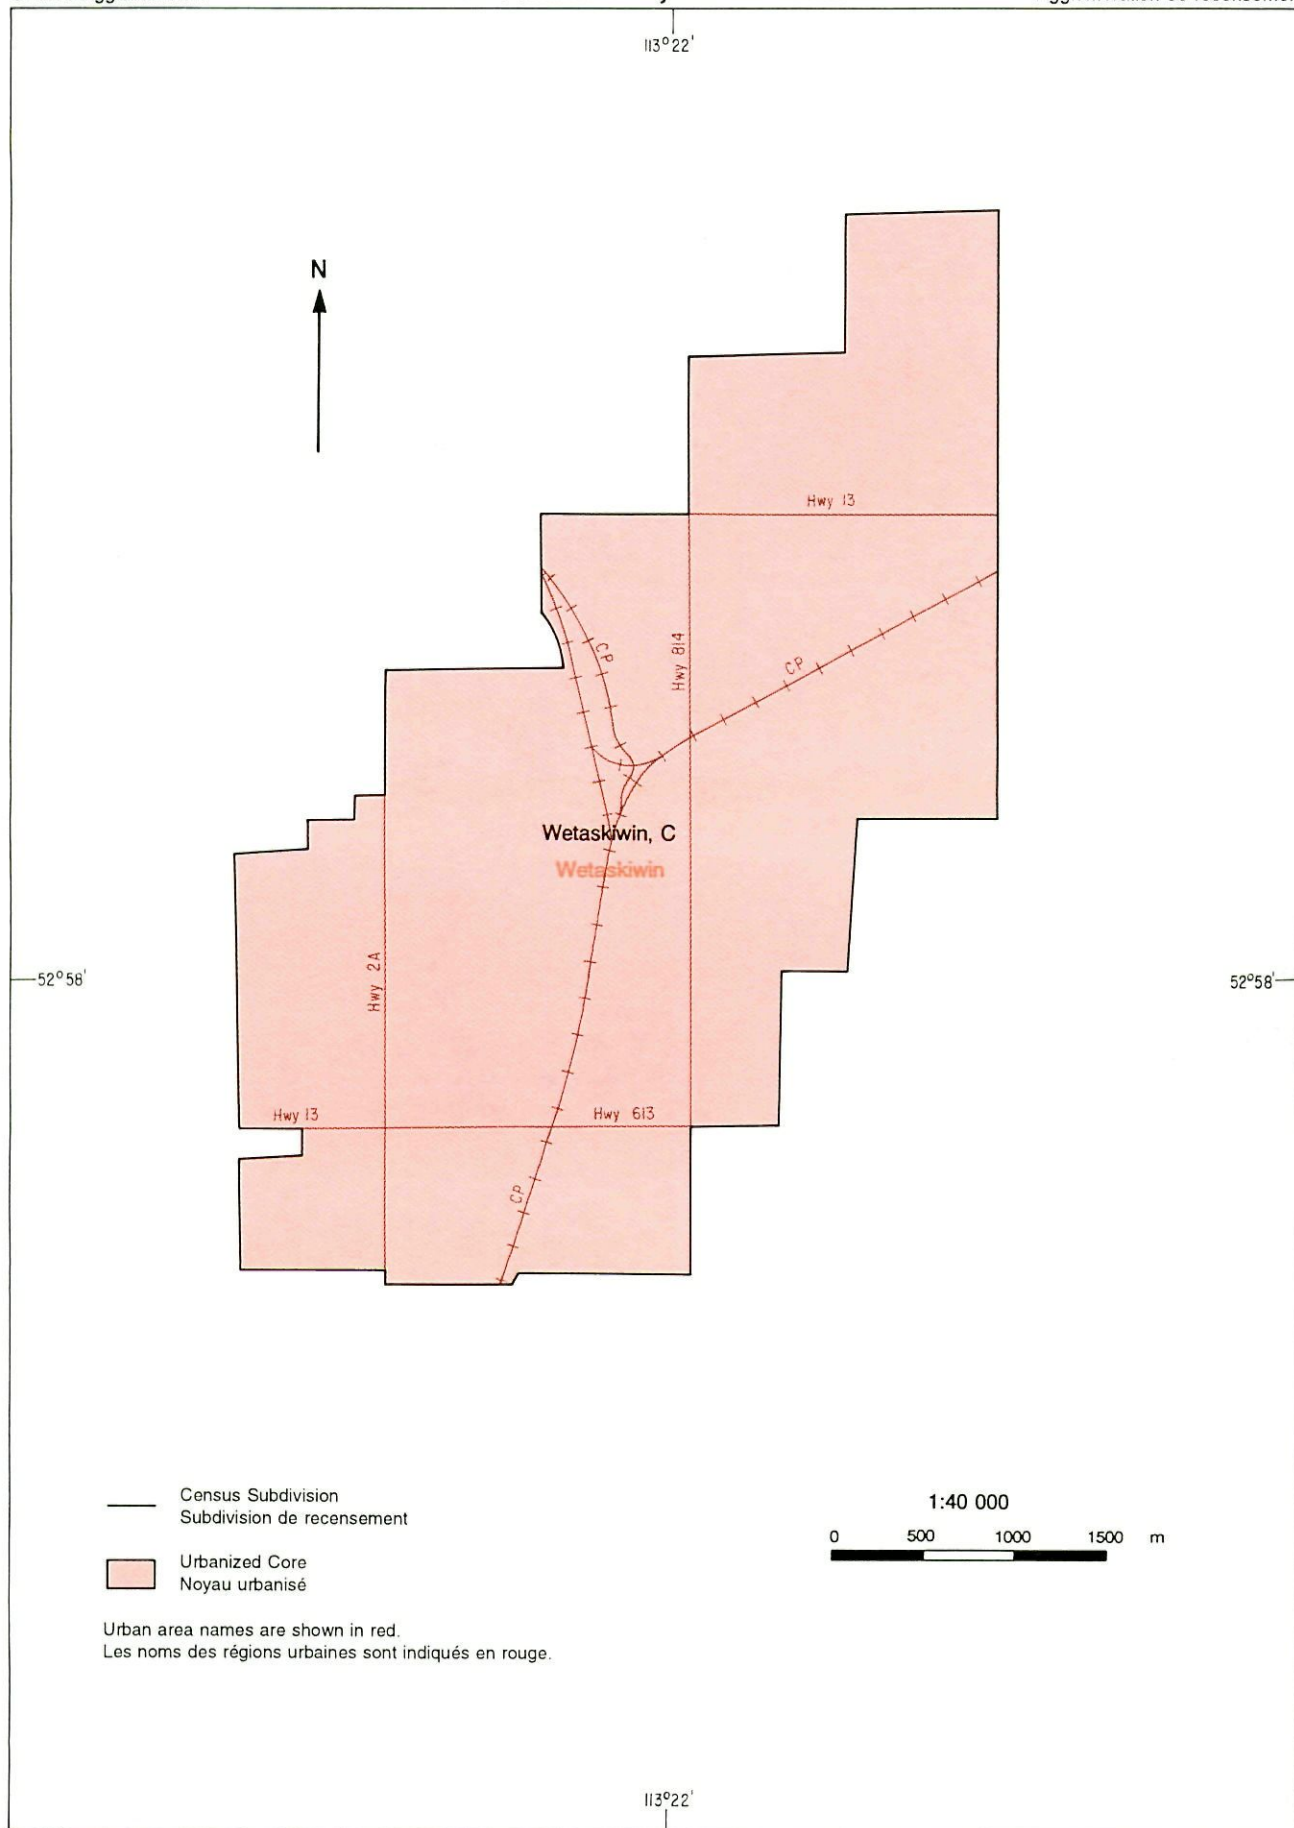 113°22'
N
Hwy 13
CP
Hwy 814
CP
Wetaskiwin, C
Wetaskiwin
Hwy 2A
52°58'
52°58'
Hwy 13
Hwy 613
CP
Census Subdivision
Subdivision de recensement
Urbanized Core
Noyau urbanisé
Urban area names are shown in red.
Les noms des régions urbaines sont indiqués en rouge.
1:40 000
0 500 1000 1500 m
113°22'